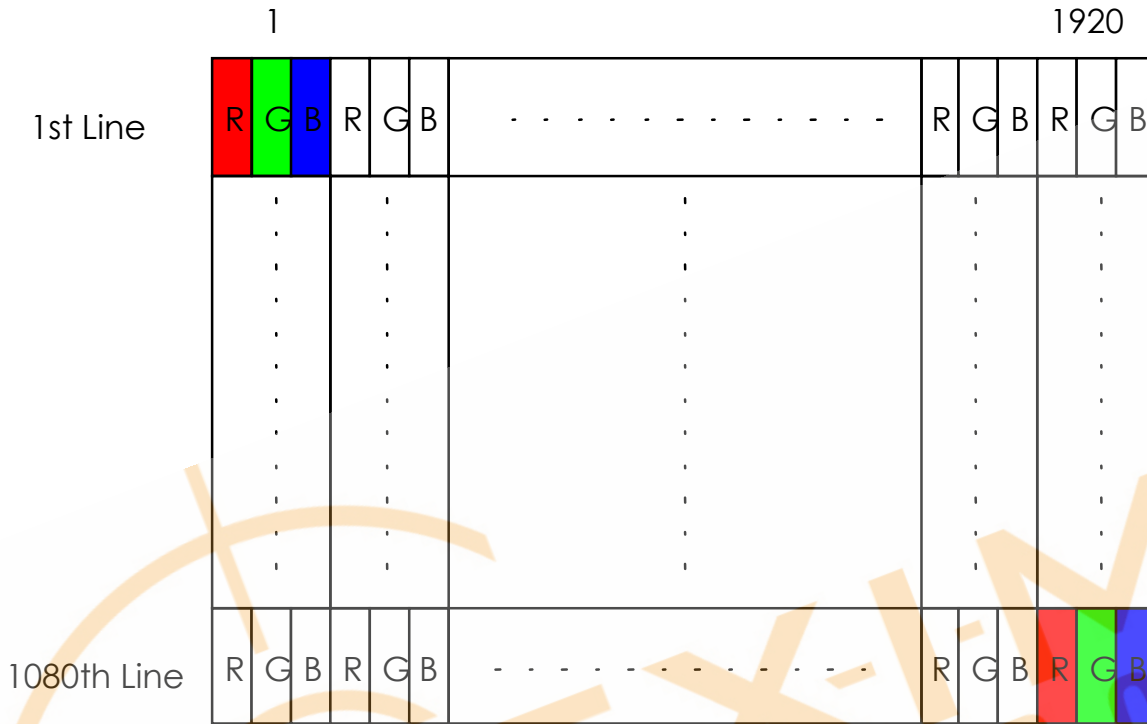 1 1920
1st Line R G B R G B - - - - - - - - - - - - R G B R G B
1080th Line R G B R G B - - - - - - - - - - - - R G B R G B